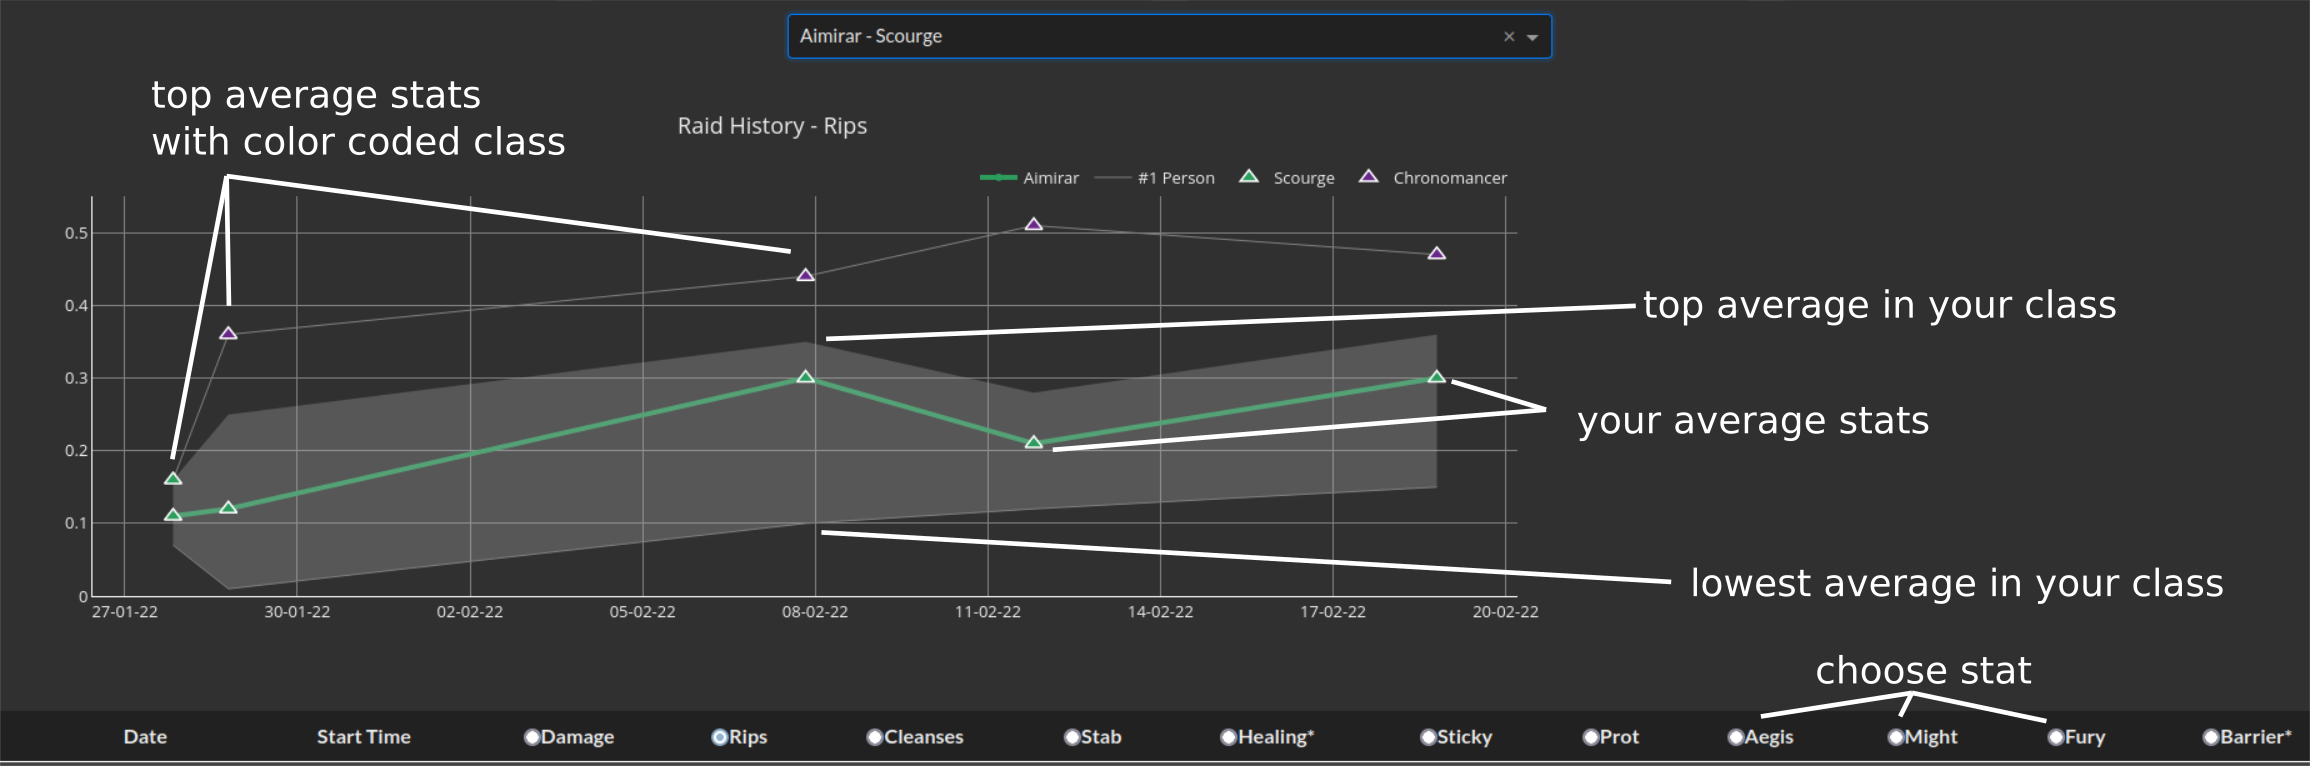 Aimirar - Scourge
top average stats
with color coded class
Raid History - Rips
Aimirar #1 Person Scourge Chronomancer
0.5
0.4
top average in your class
0.3
your average stats
0.2
0.1
lowest average in your class
0
27-01-22 30-01-22 02-02-22 05-02-22 08-02-22 11-02-22 14-02-22 17-02-22 20-02-22
choose stat
Date Start Time Damage Rips Cleanses Stab Healing* Sticky Prot Aegis Might Fury Barrier*